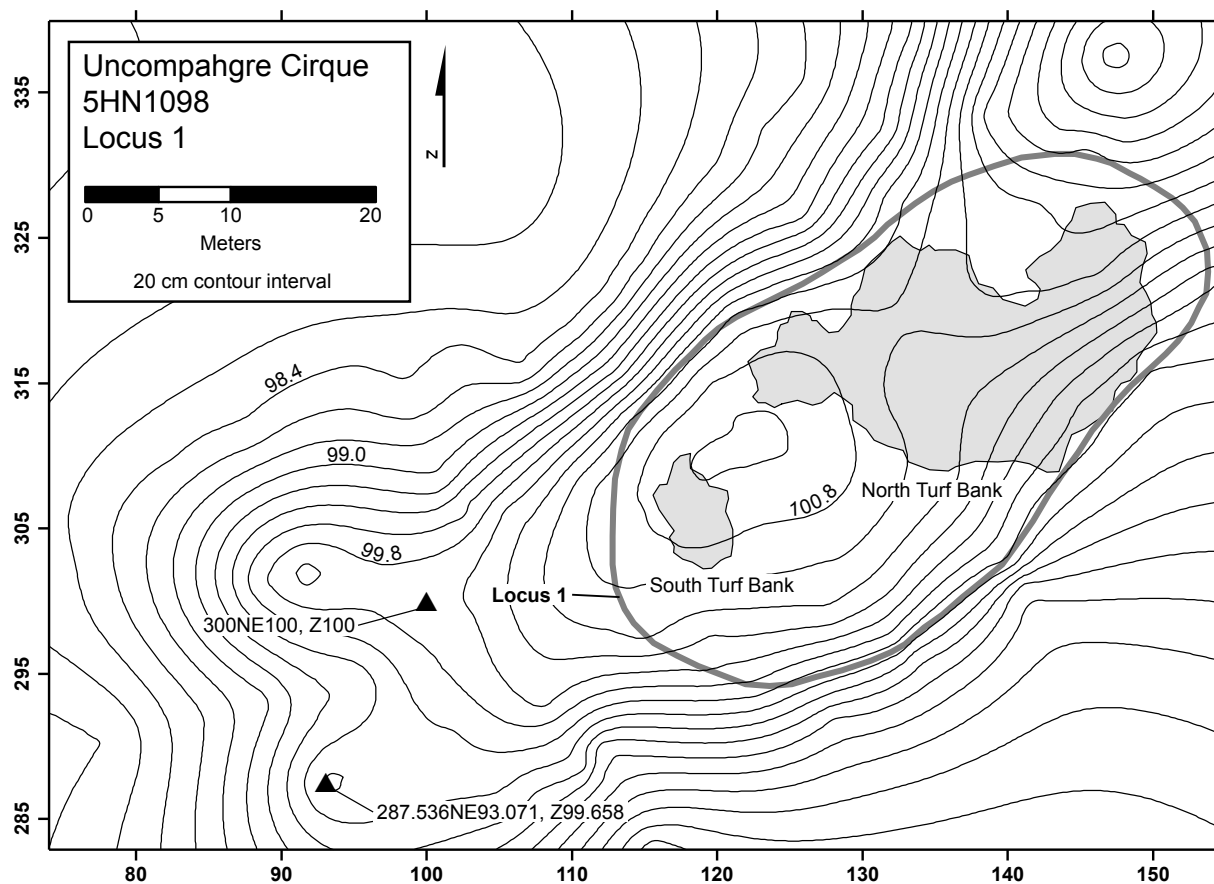 Uncompahgre Cirque
5HN1098
Locus 1
0 5 10 20
Meters
20 cm contour interval
z
335
325
315
305
295
285
98.4
99.0
99.8
100.8
North Turf Bank
South Turf Bank
Locus 1
300NE100, Z100
287.536NE93.071, Z99.658
80 90 100 110 120 130 140 150